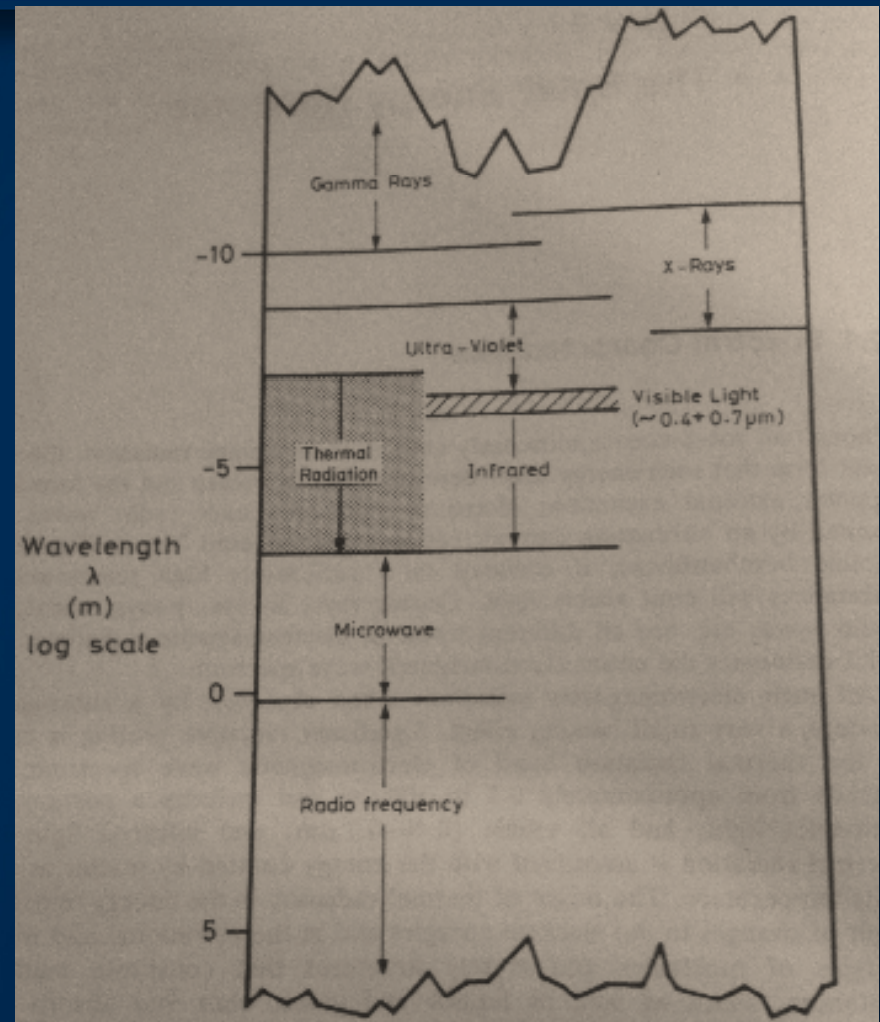 Gamma Rays
-10
X-Rays
Ultra-Violet
Visible Light
(~0.4+0.7μm)
Thermal
Radiation
-5
Infrared
Wavelength
λ
(m)
log scale
Microwave
0
Radio frequency
5